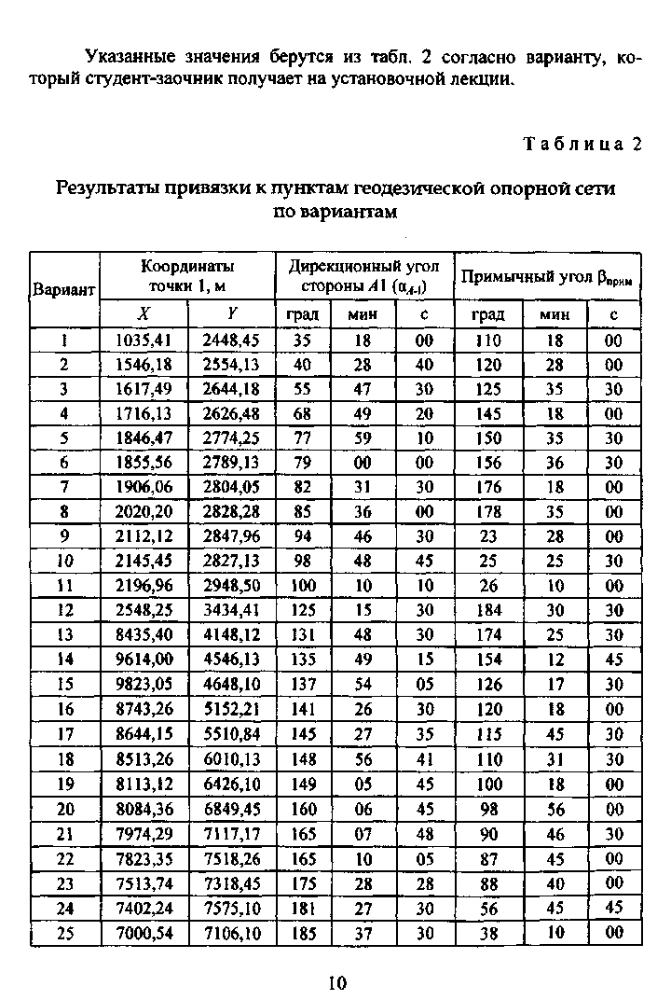 Указанные значения берутся из табл. 2 согласно варианту, ко-
торый студент-заочник получает на установочной лекции.
Таблица 2
Результаты привязки к пунктам геодезической опорной сети
по вариантам
Вариант Координаты точки 1, м Дирекционный угол стороны А1 (αA-1) Примычный угол βприм
X Y град мин с град мин с
1 1035,41 2448,45 35 18 00 110 18 00
2 1546,18 2554,13 40 28 40 120 28 00
3 1617,49 2644,18 55 47 30 125 35 30
4 1716,13 2626,48 68 49 20 145 18 00
5 1846,47 2774,25 77 59 10 150 35 30
6 1855,56 2789,13 79 00 00 156 36 30
7 1906,06 2804,05 82 31 30 176 18 00
8 2020,20 2828,28 85 36 00 178 35 00
9 2112,12 2847,96 94 46 30 23 28 00
10 2145,45 2827,13 98 48 45 25 25 30
11 2196,96 2948,50 100 10 10 26 10 00
12 2548,25 3434,41 125 15 30 184 30 30
13 8435,40 4148,12 131 48 30 174 25 30
14 9614,00 4546,13 135 49 15 154 12 45
15 9823,05 4648,10 137 54 05 126 17 30
16 8743,26 5152,21 141 26 30 120 18 00
17 8644,15 5510,84 145 27 35 115 45 30
18 8513,26 6010,13 148 56 41 110 31 30
19 8113,12 6426,10 149 05 45 100 18 00
20 8084,36 6849,45 160 06 45 98 56 00
21 7974,29 7117,17 165 07 48 90 46 30
22 7823,35 7518,26 165 10 05 87 45 00
23 7513,74 7318,45 175 28 28 88 40 00
24 7402,24 7575,10 181 27 30 56 45 45
25 7000,54 7106,10 185 37 30 38 10 00
10